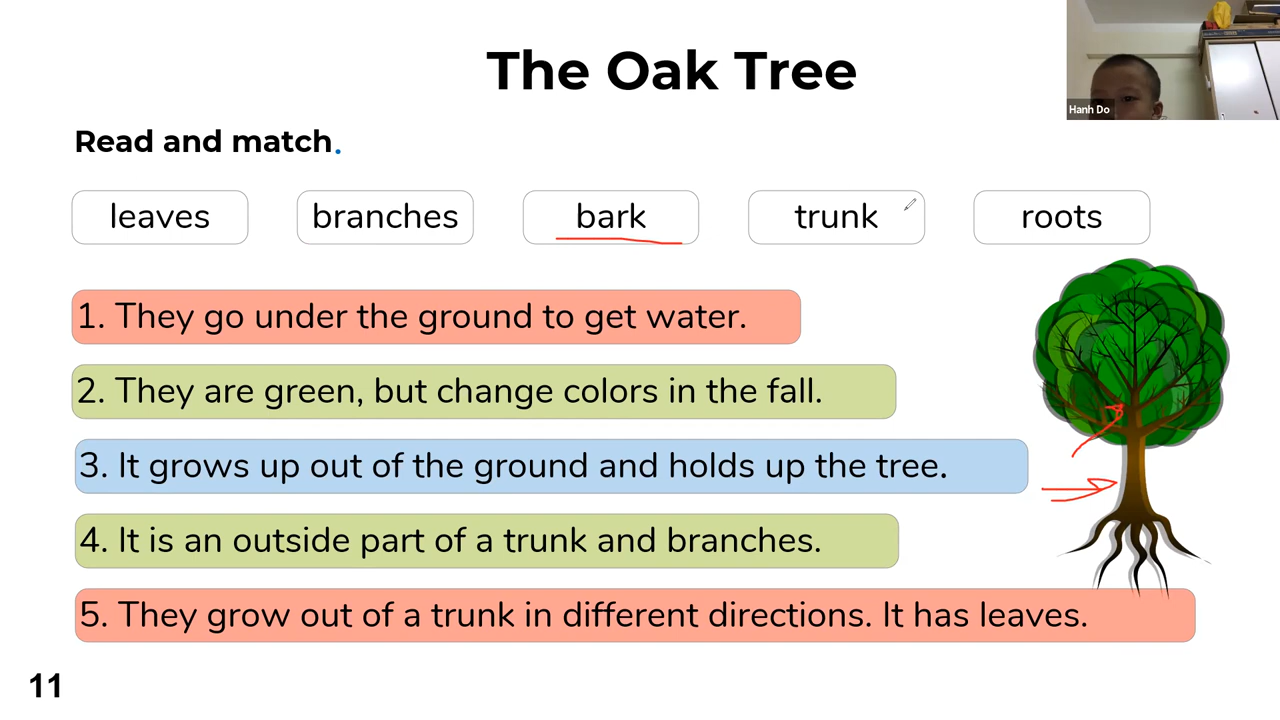 The Oak Tree
Hanh Do
Read and match.
leaves
branches
bark
trunk
roots
1. They go under the ground to get water.
2. They are green, but change colors in the fall.
3. It grows up out of the ground and holds up the tree.
4. It is an outside part of a trunk and branches.
5. They grow out of a trunk in different directions. It has leaves.
11